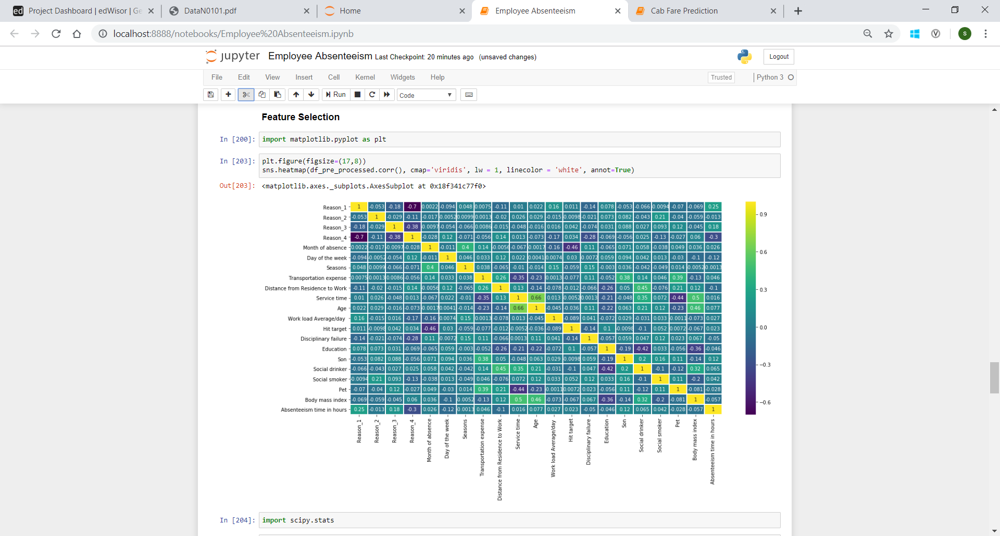 ed Project Dashboard | edWisor | Ge
DataN0101.pdf
Home
Employee Absenteeism
Cab Fare Prediction
localhost:8888/notebooks/Employee%20Absenteeism.ipynb
S
jupyter Employee Absenteeism Last Checkpoint: 20 minutes ago (unsaved changes)
Logout
File Edit View Insert Cell Kernel Widgets Help
Trusted
Python 3
Run
Code
Feature Selection
In [200]: import matplotlib.pyplot as plt
In [203]: plt.figure(figsize=(17,8))
sns.heatmap(df_pre_processed.corr(), cmap='viridis', lw = 1, linecolor = 'white', annot=True)
Out[203]: <matplotlib.axes._subplots.AxesSubplot at 0x18f341c77f0>
Reason_1 1 -0.053 -0.18 -0.7 0.0022 -0.094 0.048 0.0075 -0.11 0.01 0.022 0.16 0.011 -0.14 0.078 -0.053 -0.066 0.0094 -0.07 -0.069 0.25
Reason_2 -0.053 1 -0.029 -0.11 -0.017 0.0052 0.0099 0.0013 -0.02 0.026 0.029 -0.015 0.0098 -0.021 0.073 0.082 -0.043 0.21 -0.04 -0.059 -0.013
Reason_3 -0.18 -0.029 1 -0.38 0.0097 -0.054 -0.066 0.0086 -0.015 -0.048 -0.016 0.016 0.042 -0.074 0.031 0.088 0.027 0.093 0.12 -0.045 0.18
Reason_4 -0.7 -0.11 -0.38 1 -0.028 0.12 -0.071 -0.056 0.14 0.013 -0.073 -0.17 0.034 -0.28 -0.069 -0.056 0.025 -0.13 -0.027 0.06 -0.3
Month of absence 0.0022 -0.017 0.0097 -0.028 1 -0.011 0.4 0.14 -0.0056 -0.067 0.0017 -0.16 -0.46 0.11 -0.065 0.071 0.058 -0.038 0.049 0.036 0.026
Day of the week -0.094 0.0052 -0.054 0.12 -0.011 1 0.046 0.033 0.12 0.022 0.0041 0.0074 0.03 0.0072 0.059 0.094 0.042 0.013 -0.03 -0.1 -0.12
Seasons 0.048 0.0099 -0.066 -0.071 0.4 0.046 1 0.038 -0.065 -0.01 -0.014 0.15 -0.059 0.15 -0.003 0.036 -0.042 -0.049 0.014 0.0052 0.0013
Transportation expense 0.0075 0.0013 0.0086 -0.056 0.14 0.033 0.038 1 0.26 -0.35 -0.23 0.0013 -0.077 0.11 -0.052 0.38 0.14 0.046 0.39 -0.13 0.046
Distance from Residence to Work -0.11 -0.02 -0.015 0.14 0.0056 0.12 -0.065 0.26 1 0.13 -0.14 -0.078 -0.012 -0.066 -0.26 0.05 0.45 -0.076 0.21 0.12 -0.1
Service time 0.01 0.026 -0.048 0.013 -0.067 0.022 -0.01 -0.35 0.13 1 0.66 0.013 0.0052 0.0013 -0.21 -0.048 0.35 0.072 -0.44 0.5 0.016
Age 0.022 0.029 -0.016 -0.073 0.0017 0.0041 -0.014 -0.23 -0.14 0.66 1 -0.045 -0.036 0.11 -0.22 0.063 0.21 0.12 -0.23 0.46 0.077
Work load Average/day 0.16 -0.015 0.016 -0.17 -0.16 0.0074 0.15 0.0013 -0.078 0.013 -0.045 1 -0.089 0.041 -0.072 0.029 -0.031 0.033 -0.0011 -0.073 0.027
Hit target 0.011 -0.0098 0.042 0.034 -0.46 0.03 -0.059 -0.077 -0.012 0.0052 -0.036 -0.089 1 -0.14 0.1 -0.0098 -0.1 0.052 0.0072 -0.067 0.023
Disciplinary failure -0.14 -0.021 -0.074 -0.28 0.11 0.0072 0.15 0.11 -0.066 0.0013 0.11 0.041 -0.14 1 -0.057 0.059 0.047 0.12 0.023 0.067 -0.05
Education 0.078 0.073 0.031 -0.069 -0.065 0.059 -0.003 -0.052 -0.26 -0.21 -0.22 -0.072 0.1 -0.057 1 -0.19 -0.42 0.033 -0.056 -0.36 -0.046
Son -0.053 0.082 0.088 -0.056 0.071 0.094 0.036 0.38 0.05 -0.048 0.063 0.029 -0.0098 0.059 -0.19 1 0.2 0.16 0.11 -0.14 0.12
Social drinker -0.066 -0.043 0.027 0.025 0.058 0.042 -0.042 0.14 0.45 0.35 0.21 -0.031 -0.1 0.047 -0.42 0.2 1 -0.1 -0.12 0.32 0.065
Social smoker 0.0094 0.21 0.093 -0.13 -0.038 0.013 -0.049 0.046 -0.076 0.072 0.12 0.033 0.052 0.12 0.033 0.16 -0.1 1 0.11 -0.2 0.042
Pet -0.07 -0.04 0.12 -0.027 0.049 -0.03 0.014 0.39 0.21 -0.44 -0.23 0.0011 0.0072 0.023 -0.056 0.11 -0.12 0.11 1 -0.081 -0.028
Body mass index -0.069 -0.059 -0.045 0.06 0.036 -0.1 0.0052 -0.13 0.12 0.5 0.46 -0.073 -0.067 0.067 -0.36 -0.14 0.32 -0.2 -0.081 1 -0.057
Absenteeism time in hours 0.25 -0.013 0.18 -0.3 0.026 -0.12 0.0013 0.046 -0.1 0.016 0.077 0.027 0.023 -0.05 -0.046 0.12 0.065 0.042 -0.028 -0.057 1
Reason_1 Reason_2 Reason_3 Reason_4 Month of absence Day of the week Seasons Transportation expense Distance from Residence to Work Service time Age Work load Average/day Hit target Disciplinary failure Education Son Social drinker Social smoker Pet Body mass index Absenteeism time in hours
0.9
0.6
0.3
0.0
-0.3
-0.6
In [204]: import scipy.stats